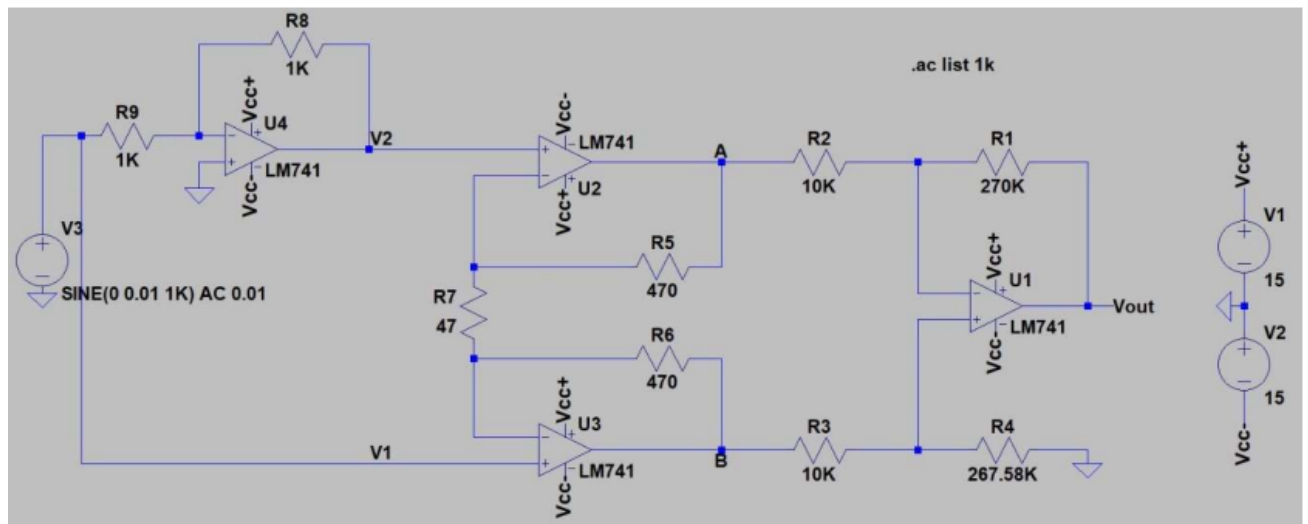 R8
1K
.ac list 1k
R9
1K
Vcc+
U4
LM741
Vcc-
V2
Vcc-
LM741
U2
Vcc+
A
R2
10K
R1
270K
V3
SINE(0 0.01 1K) AC 0.01
R5
470
R7
47
R6
470
Vcc+
U1
LM741
Vcc-
Vout
Vcc+
V1
15
V2
15
Vcc-
V1
Vcc+
U3
LM741
Vcc-
B
R3
10K
R4
267.58K